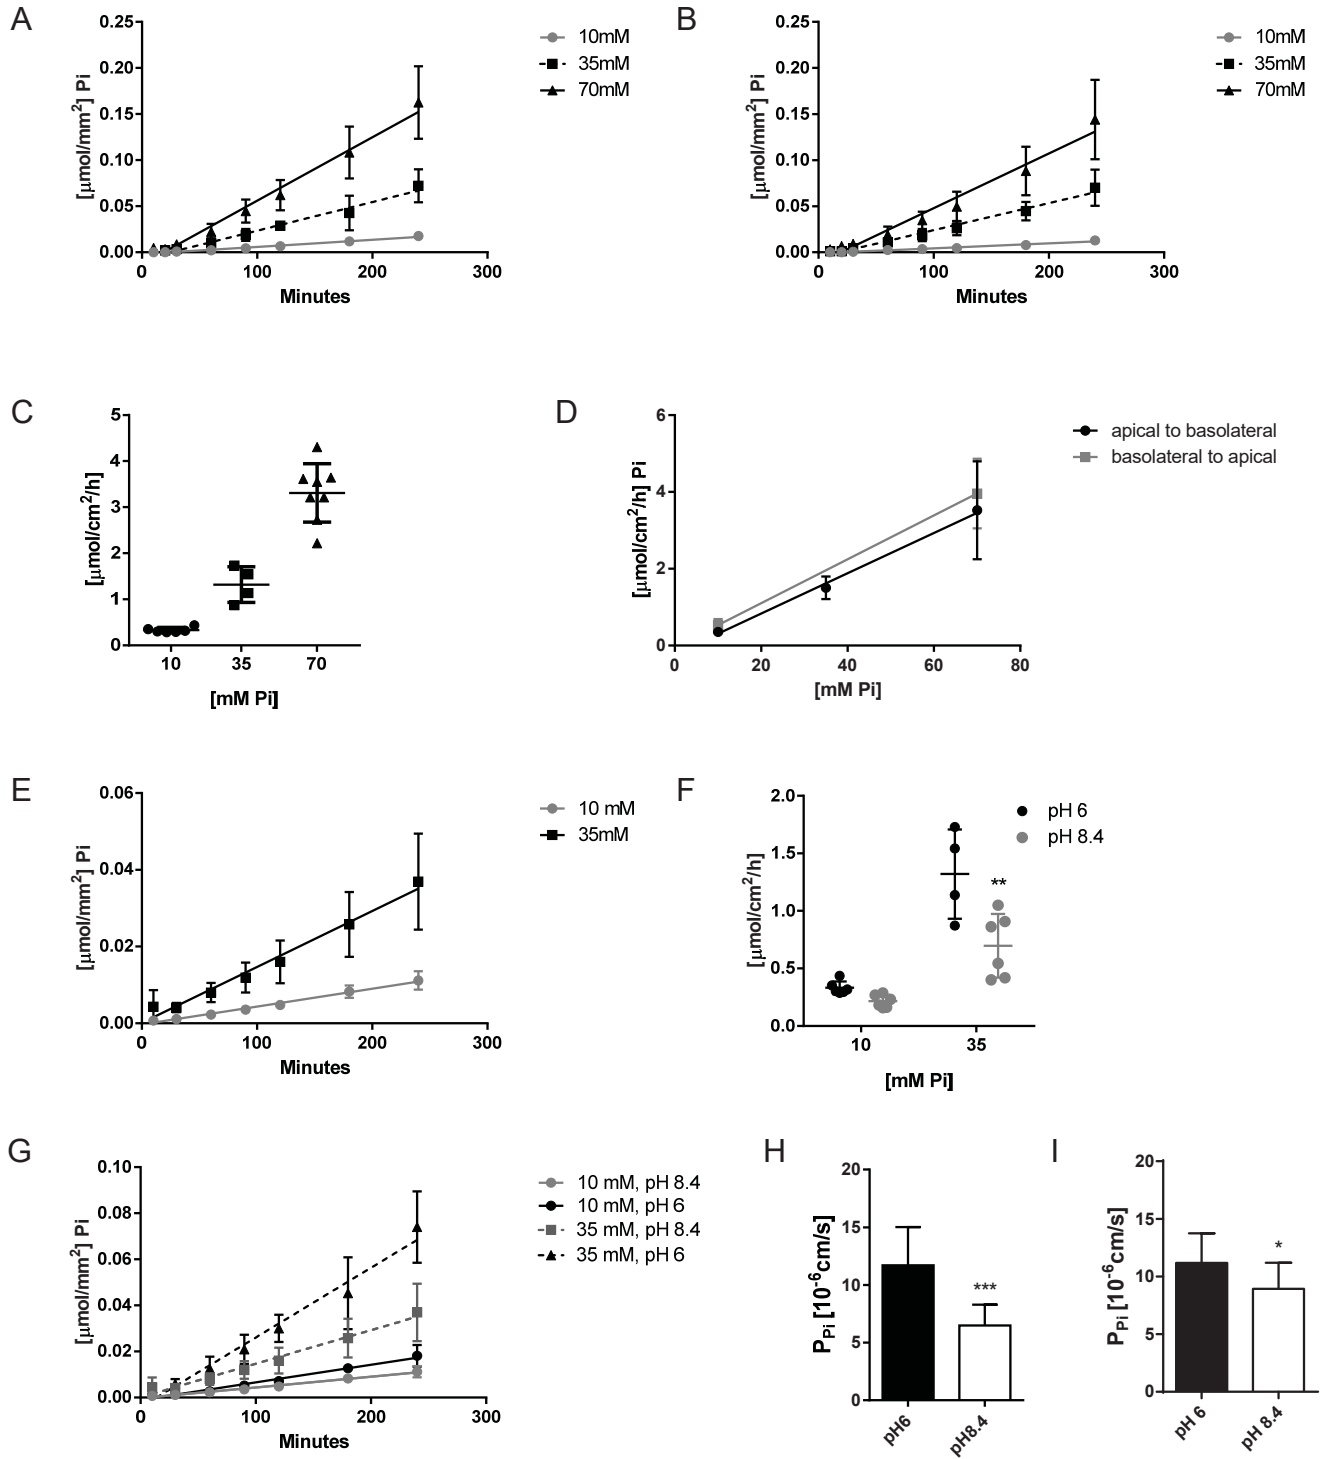 A
0.25
0.20
0.15
0.10
0.05
0.00
[µmol/mm²] Pi
0 100 200 300
Minutes
10mM
35mM
70mM
B
0.25
0.20
0.15
0.10
0.05
0.00
[µmol/mm²] Pi
0 100 200 300
Minutes
10mM
35mM
70mM
C
5
4
3
2
1
0
[µmol/cm²/h]
10 35 70
[mM Pi]
D
6
4
2
0
[µmol/cm²/h] Pi
0 20 40 60 80
[mM Pi]
apical to basolateral
basolateral to apical
E
0.06
0.04
0.02
0.00
[µmol/mm²] Pi
0 100 200 300
Minutes
10 mM
35mM
F
2.0
1.5
1.0
0.5
0.0
[µmol/cm²/h]
**
10 35
[mM Pi]
pH 6
pH 8.4
G
0.10
0.08
0.06
0.04
0.02
0.00
[µmol/mm²] Pi
0 100 200 300
Minutes
10 mM, pH 8.4
10 mM, pH 6
35 mM, pH 8.4
35 mM, pH 6
H
20
15
10
5
0
P_Pi [10⁻⁶cm/s]
***
pH6
pH8.4
I
20
15
10
5
0
P_Pi [10⁻⁶cm/s]
*
pH 6
pH 8.4